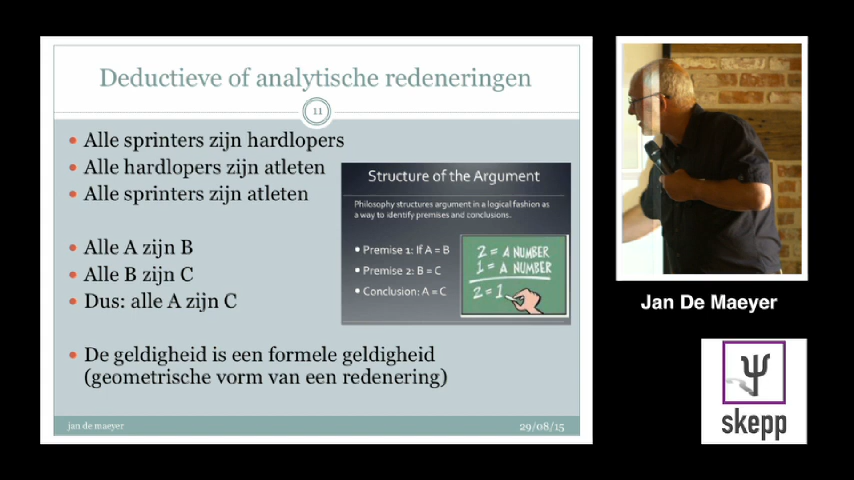 Deductieve of analytische redeneringen
11
• Alle sprinters zijn hardlopers
• Alle hardlopers zijn atleten
• Alle sprinters zijn atleten
• Alle A zijn B
• Alle B zijn C
• Dus: alle A zijn C
• De geldigheid is een formele geldigheid
(geometrische vorm van een redenering)
Structure of the Argument
Philosophy structures argument in a logical fashion as
a way to identify premises and conclusions.
• Premise 1: If A = B
• Premise 2: B = C
• Conclusion: A = C
2 = A NUMBER
1 = A NUMBER
2 = 1
jan de maeyer
29/08/15
Jan De Maeyer
skepp